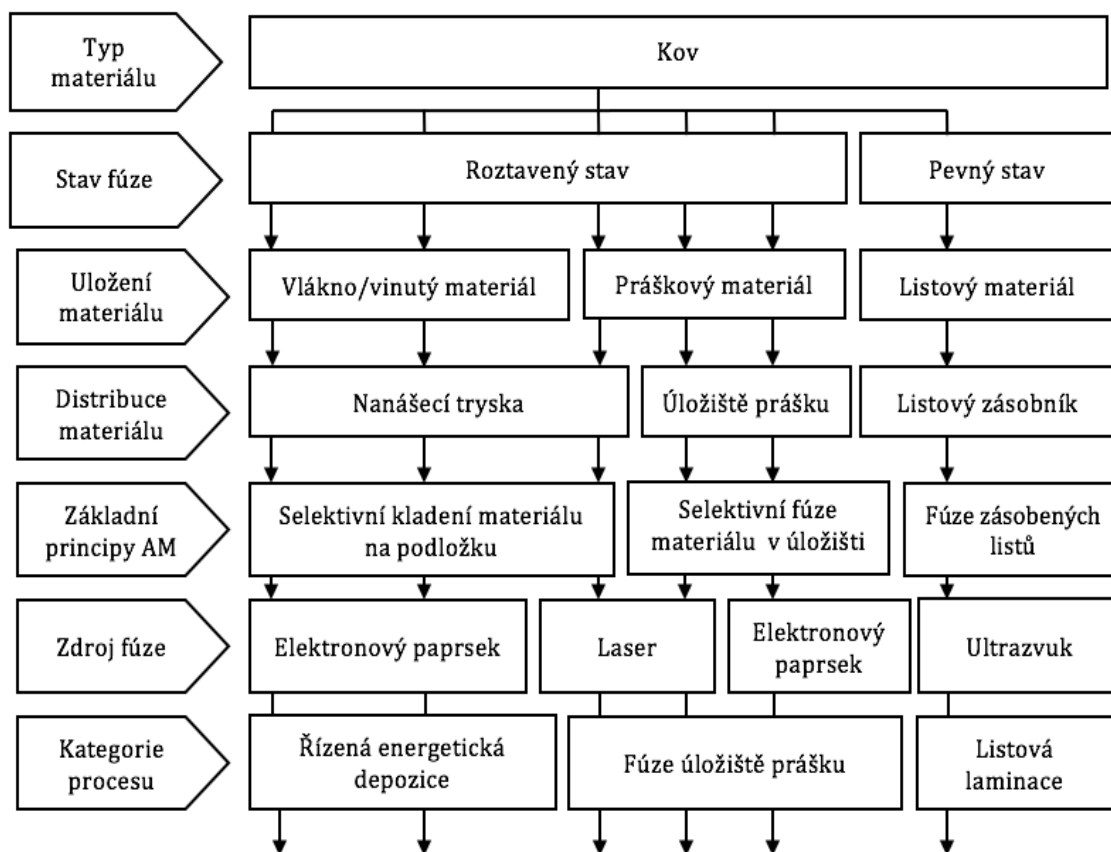 Typ
materiálu
Kov
Stav fúze
Roztavený stav
Pevný stav
Uložení
materiálu
Vlákno/vinutý materiál
Práškový materiál
Listový materiál
Distribuce
materiálu
Nanášecí tryska
Úložiště prášku
Listový zásobník
Základní
principy AM
Selektivní kladení materiálu
na podložku
Selektivní fúze
materiálu v úložišti
Fúze zásobených
listů
Zdroj fúze
Elektronový paprsek
Laser
Elektronový
paprsek
Ultrazvuk
Kategorie
procesu
Řízená energetická
depozice
Fúze úložiště prášku
Listová
laminace